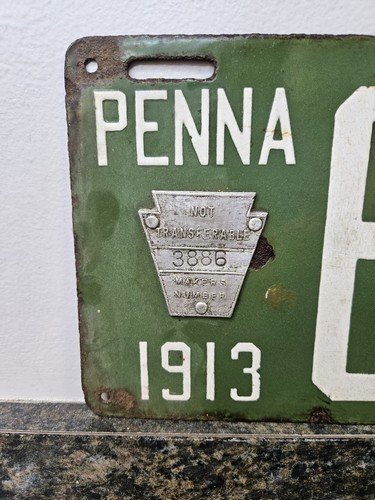 PENNA
NOT
TRANSFERABLE
3886
MAKER'S
NUMBER
1913